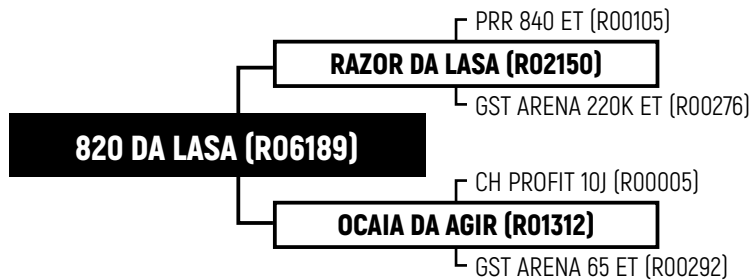 PRR 840 ET (R00105)
RAZOR DA LASA (R02150)
GST ARENA 220K ET (R00276)
820 DA LASA (R06189)
CH PROFIT 10J (R00005)
OCAIA DA AGIR (R01312)
GST ARENA 65 ET (R00292)